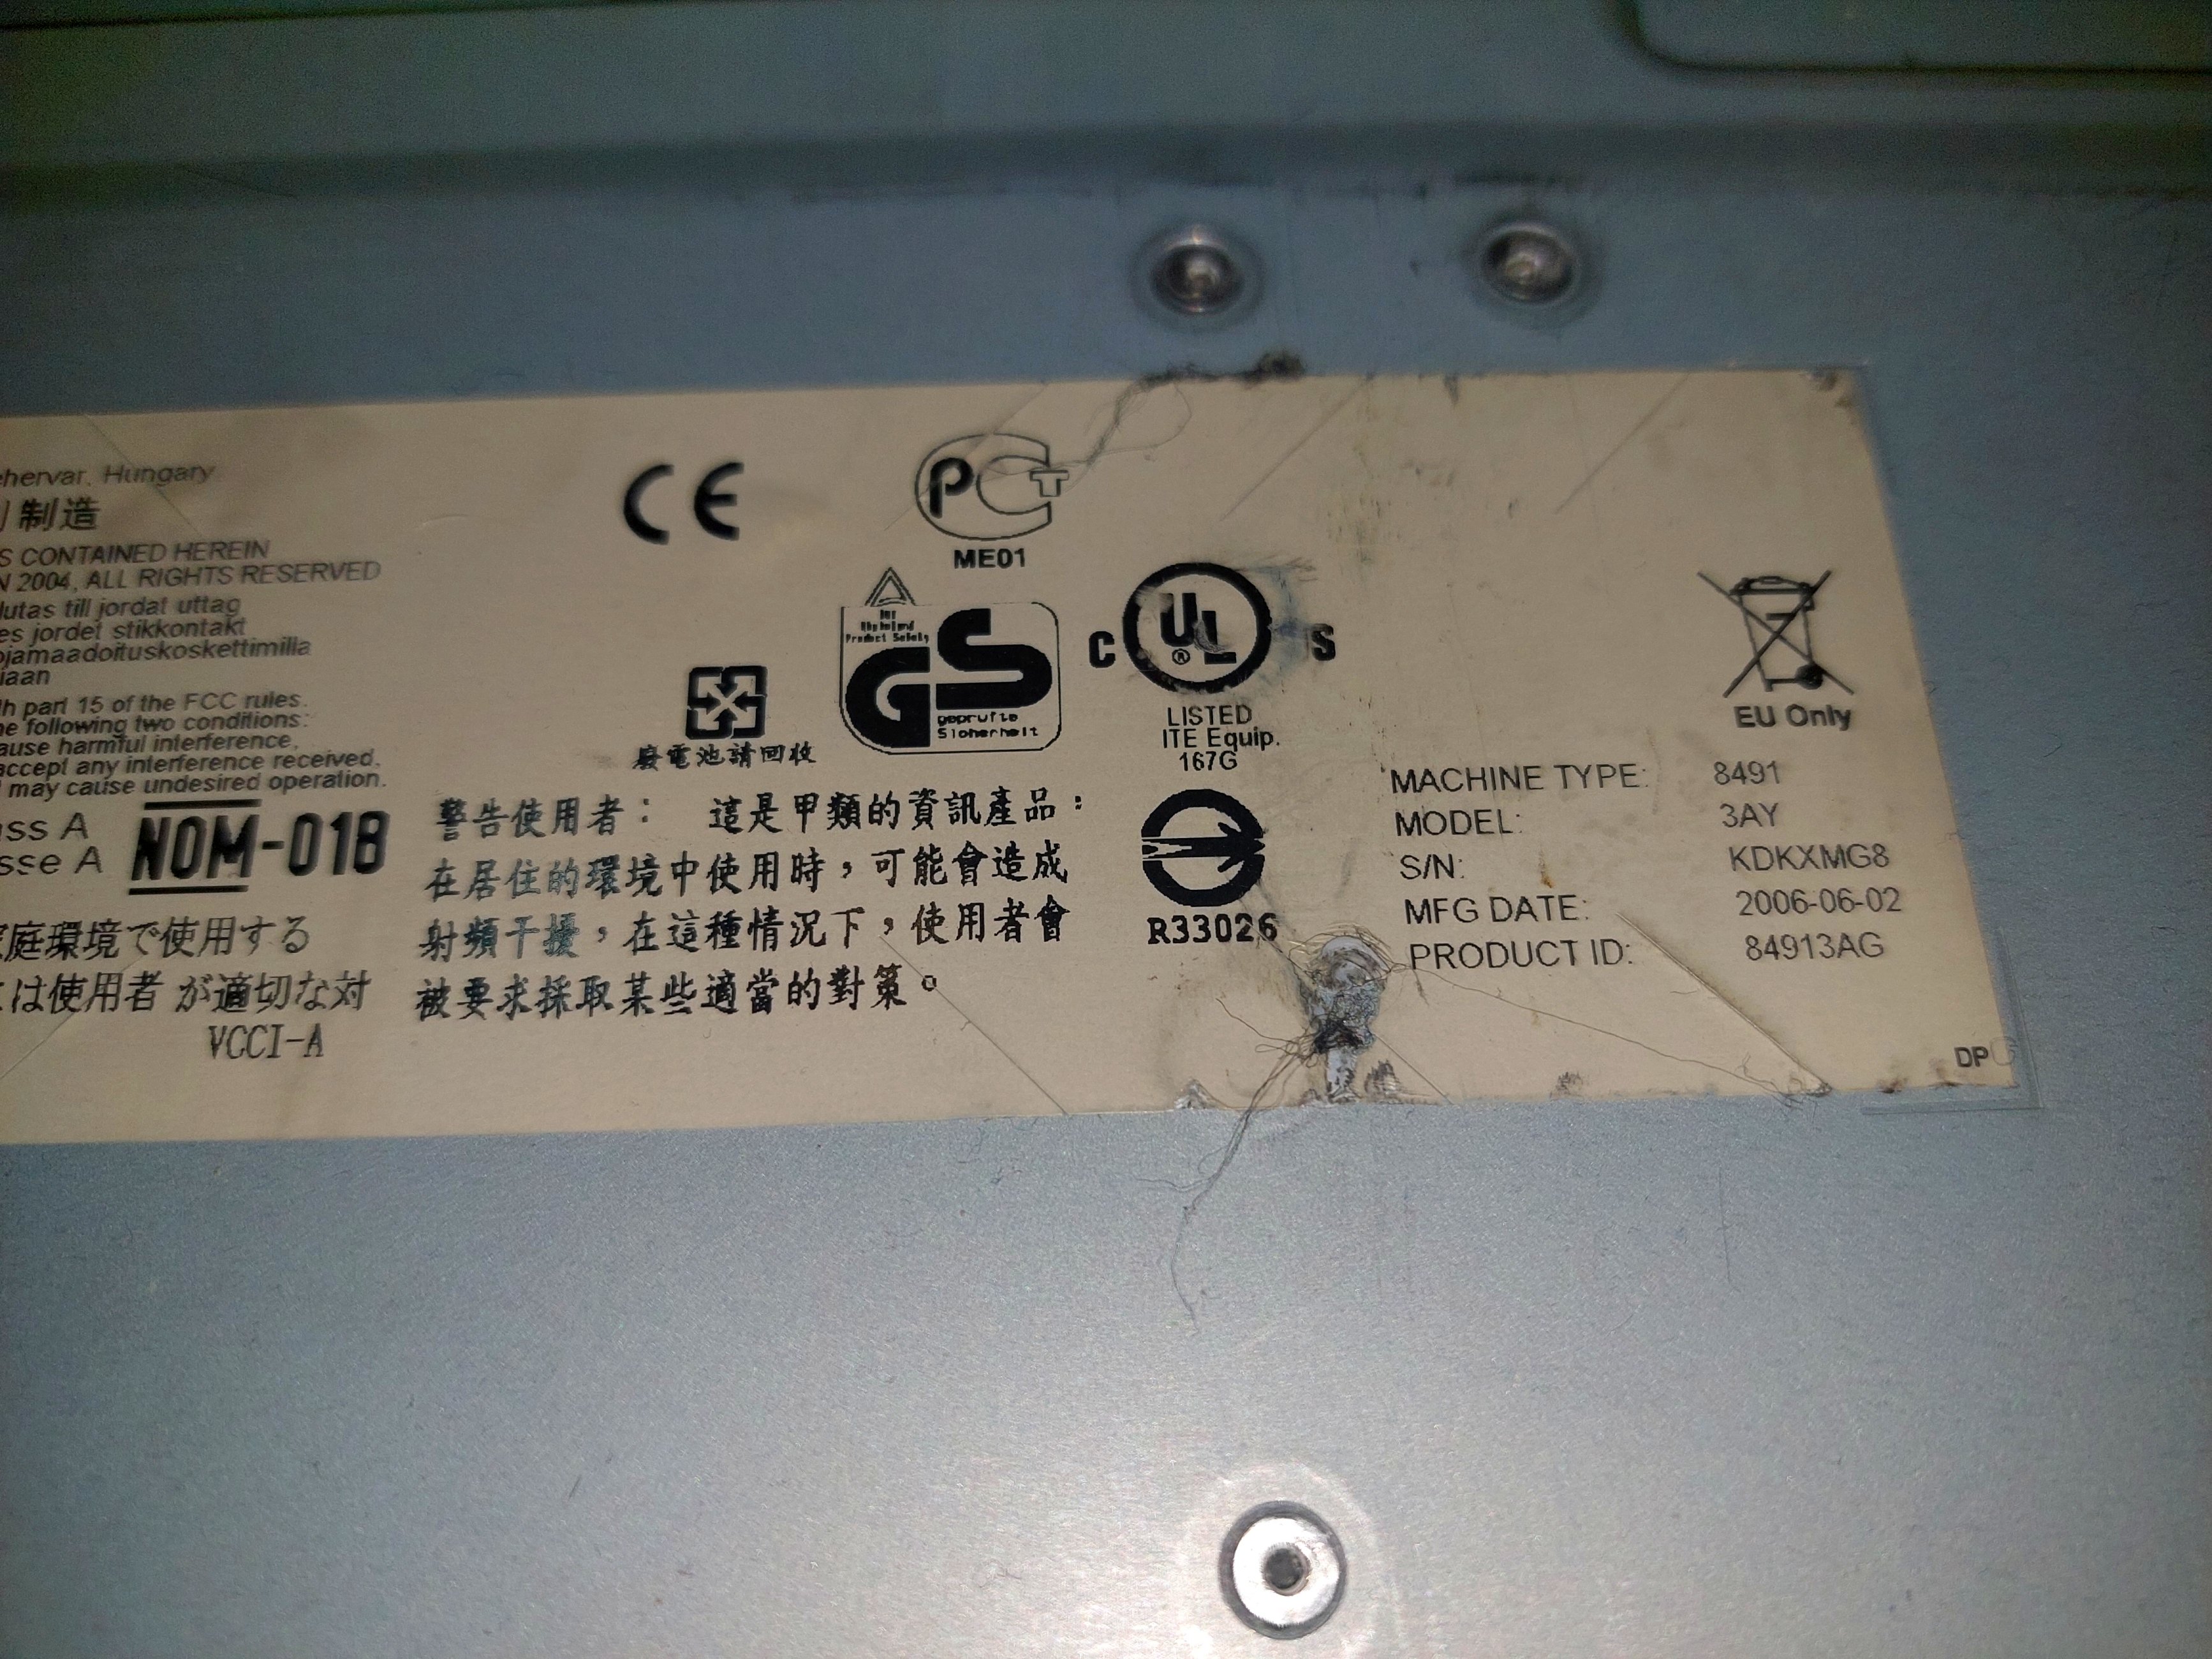 ehervar, Hungary
制造
S CONTAINED HEREIN
N 2004, ALL RIGHTS RESERVED
lutas till jordat uttag
es jordet stikkontakt
ojamaadoituskoskettimilla
iaan
th part 15 of the FCC rules.
he following two conditions:
ause harmful interference,
accept any interference received,
l may cause undesired operation.
ass A
sse A
NOM-018
家庭環境で使用する
は使用者 が適切な対
VCCI-A
CE
PCT
ME01
Product Safety
GS
geprufte
Sicherheit
廢電池請回收
C UL® US
LISTED
ITE Equip.
167G
警告使用者： 這是甲類的資訊產品：
在居住的環境中使用時，可能會造成
射頻干擾，在這種情況下，使用者會
被要求採取某些適當的對策。
R33026
EU Only
MACHINE TYPE: 8491
MODEL: 3AY
S/N: KDKXMG8
MFG DATE: 2006-06-02
PRODUCT ID: 84913AG
DP